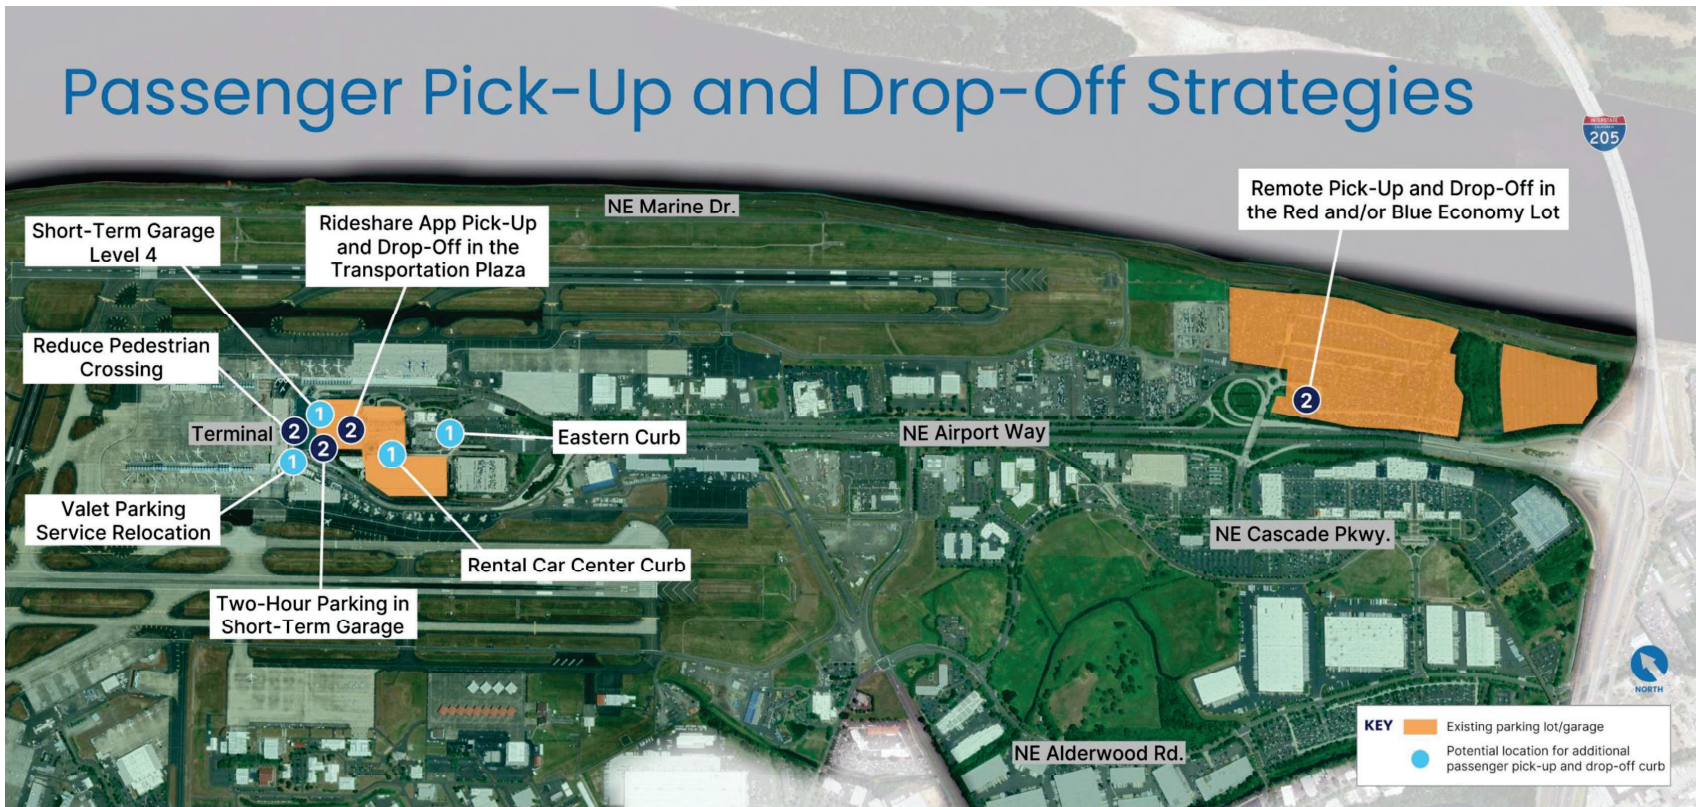 Passenger Pick-Up and Drop-Off Strategies
INTERSTATE
205
NE Marine Dr.
Remote Pick-Up and Drop-Off in
the Red and/or Blue Economy Lot
Short-Term Garage
Level 4
Rideshare App Pick-Up
and Drop-Off in the
Transportation Plaza
Reduce Pedestrian
Crossing
Terminal
1
2
2
2
1
1
1
2
Eastern Curb
NE Airport Way
Valet Parking
Service Relocation
Rental Car Center Curb
NE Cascade Pkwy.
Two-Hour Parking in
Short-Term Garage
NORTH
NE Alderwood Rd.
KEY
Existing parking lot/garage
Potential location for additional
passenger pick-up and drop-off curb